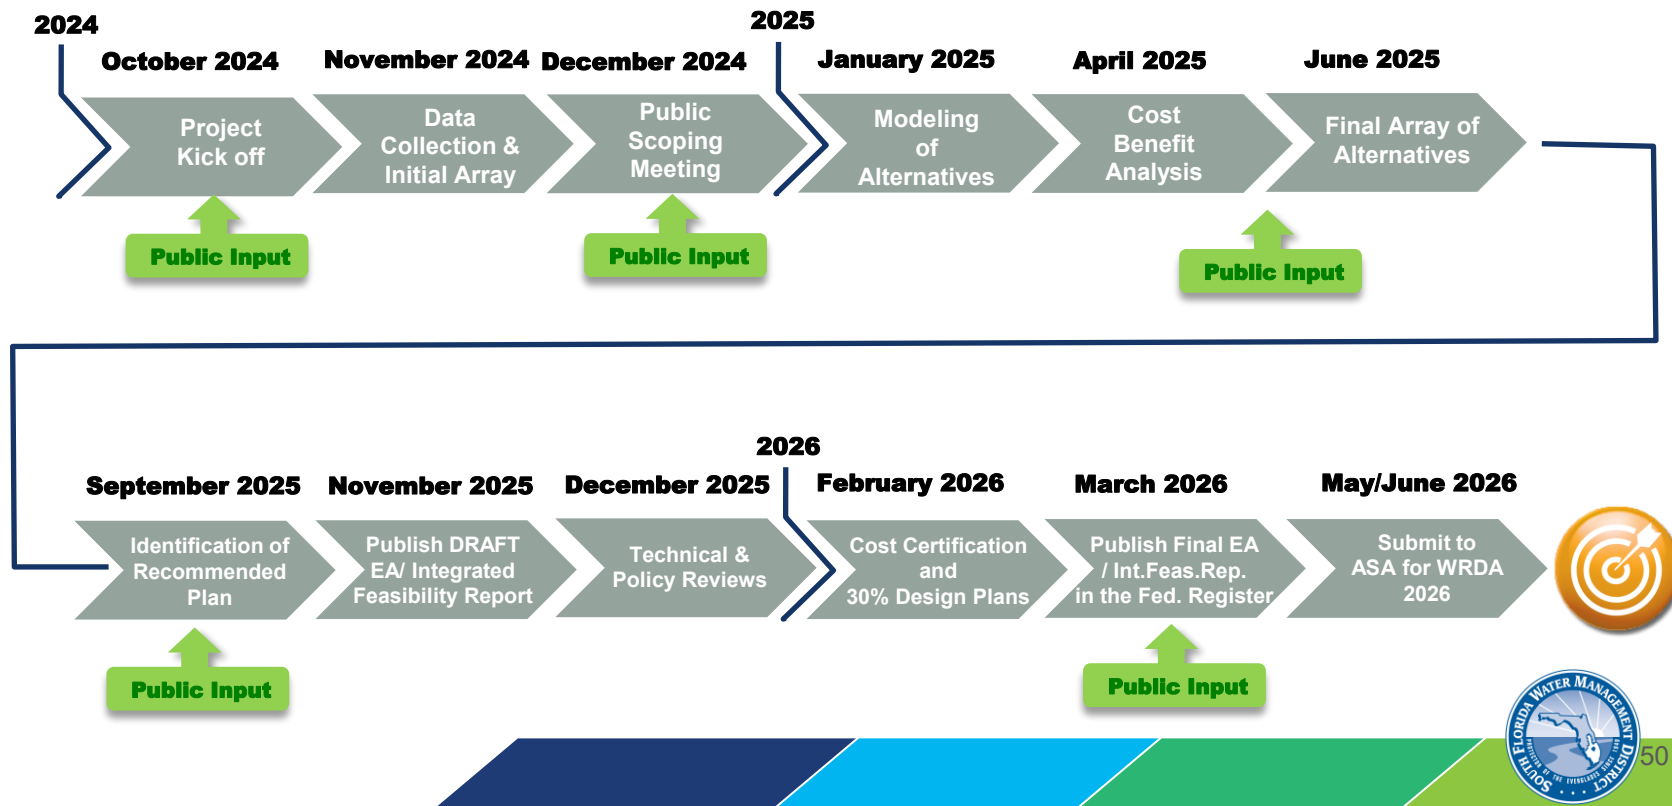 2024
2025
October 2024
November 2024
December 2024
January 2025
April 2025
June 2025
Project
Kick off
Data
Collection &
Initial Array
Public
Scoping
Meeting
Modeling
of
Alternatives
Cost
Benefit
Analysis
Final Array of
Alternatives
Public Input
Public Input
Public Input
2026
September 2025
November 2025
December 2025
February 2026
March 2026
May/June 2026
Identification of
Recommended
Plan
Publish DRAFT
EA/ Integrated
Feasibility Report
Technical &
Policy Reviews
Cost Certification
and
30% Design Plans
Publish Final EA
/ Int.Feas.Rep.
in the Fed. Register
Submit to
ASA for WRDA
2026
Public Input
Public Input
SOUTH FLORIDA WATER MANAGEMENT DISTRICT
50